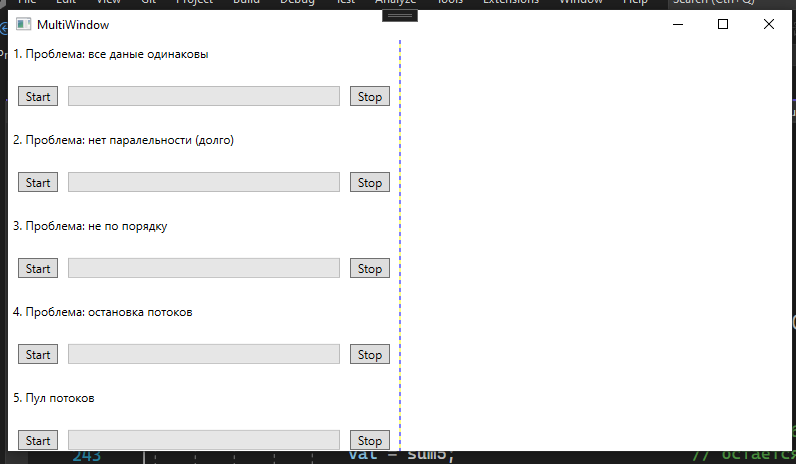 File Edit View Git Project Build Debug Test Analyze Tools Extensions Window Help Search (Ctrl+Q)
MultiWindow
1. Проблема: все даные одинаковы
Start Stop
2. Проблема: нет паралельности (долго)
Start Stop
3. Проблема: не по порядку
Start Stop
4. Проблема: остановка потоков
Start Stop
5. Пул потоков
Start Stop
243 val = sum5; // остается